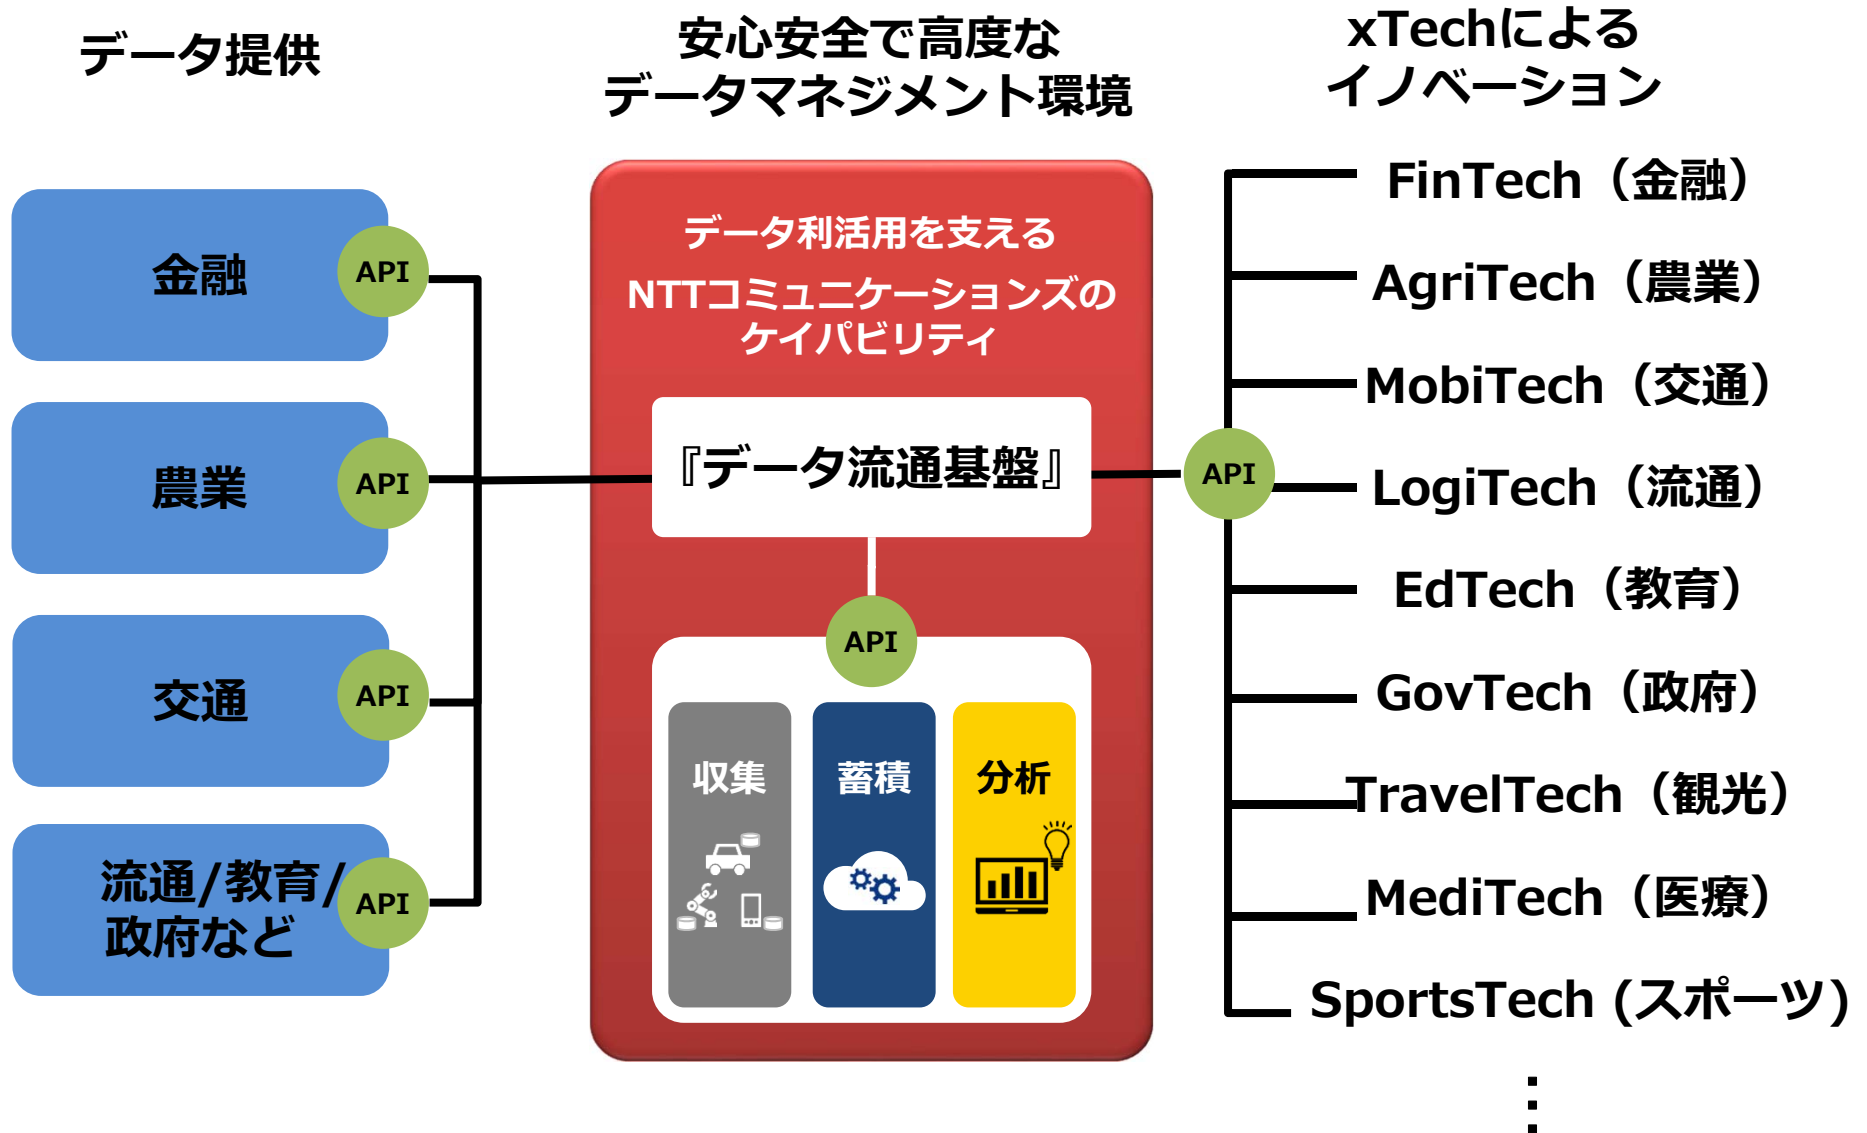 データ提供
安心安全で高度な
データマネジメント環境
xTechによる
イノベーション
金融
API
農業
API
交通
API
流通/教育/
政府など
API
データ利活用を支える
NTTコミュニケーションズの
ケイパビリティ
『データ流通基盤』
API
収集
蓄積
分析
API
FinTech（金融）
AgriTech（農業）
MobiTech（交通）
LogiTech（流通）
EdTech（教育）
GovTech（政府）
TravelTech（観光）
MediTech（医療）
SportsTech (スポーツ)